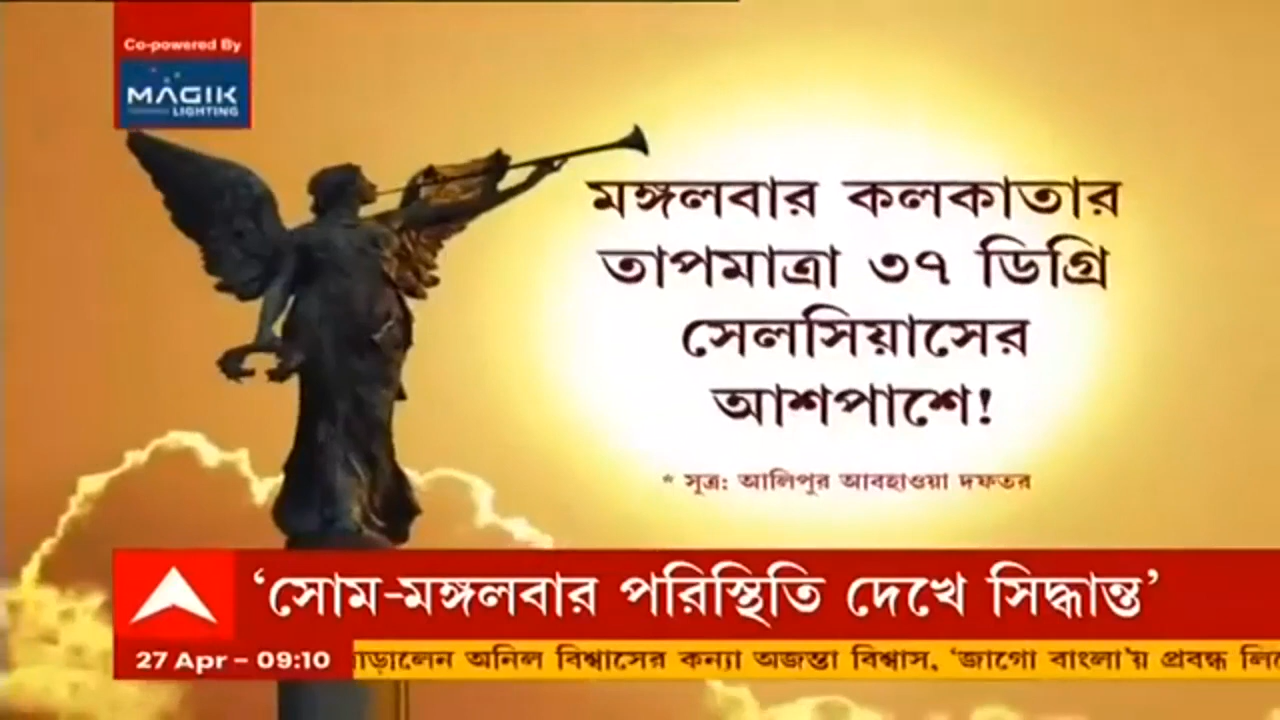 Co-powered By
MAGIK
LIGHTING
মঙ্গলবার কলকাতার
তাপমাত্রা ৩৭ ডিগ্রি
সেলসিয়াসের
আশপাশে!
* সূত্র: আলিপুর আবহাওয়া দফতর
‘সোম-মঙ্গলবার পরিস্থিতি দেখে সিদ্ধান্ত’
27 Apr – 09:10
অনিল বিশ্বাসের কন্যা অজন্তা বিশ্বাস, ‘জাগো বাংলা’য় প্রবন্ধ